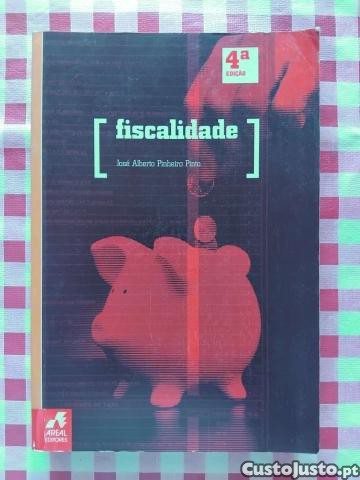 4ª
EDIÇÃO
[ fiscalidade ]
José Alberto Pinheiro Pinto
AREAL
EDITORES
CustoJusto.pt